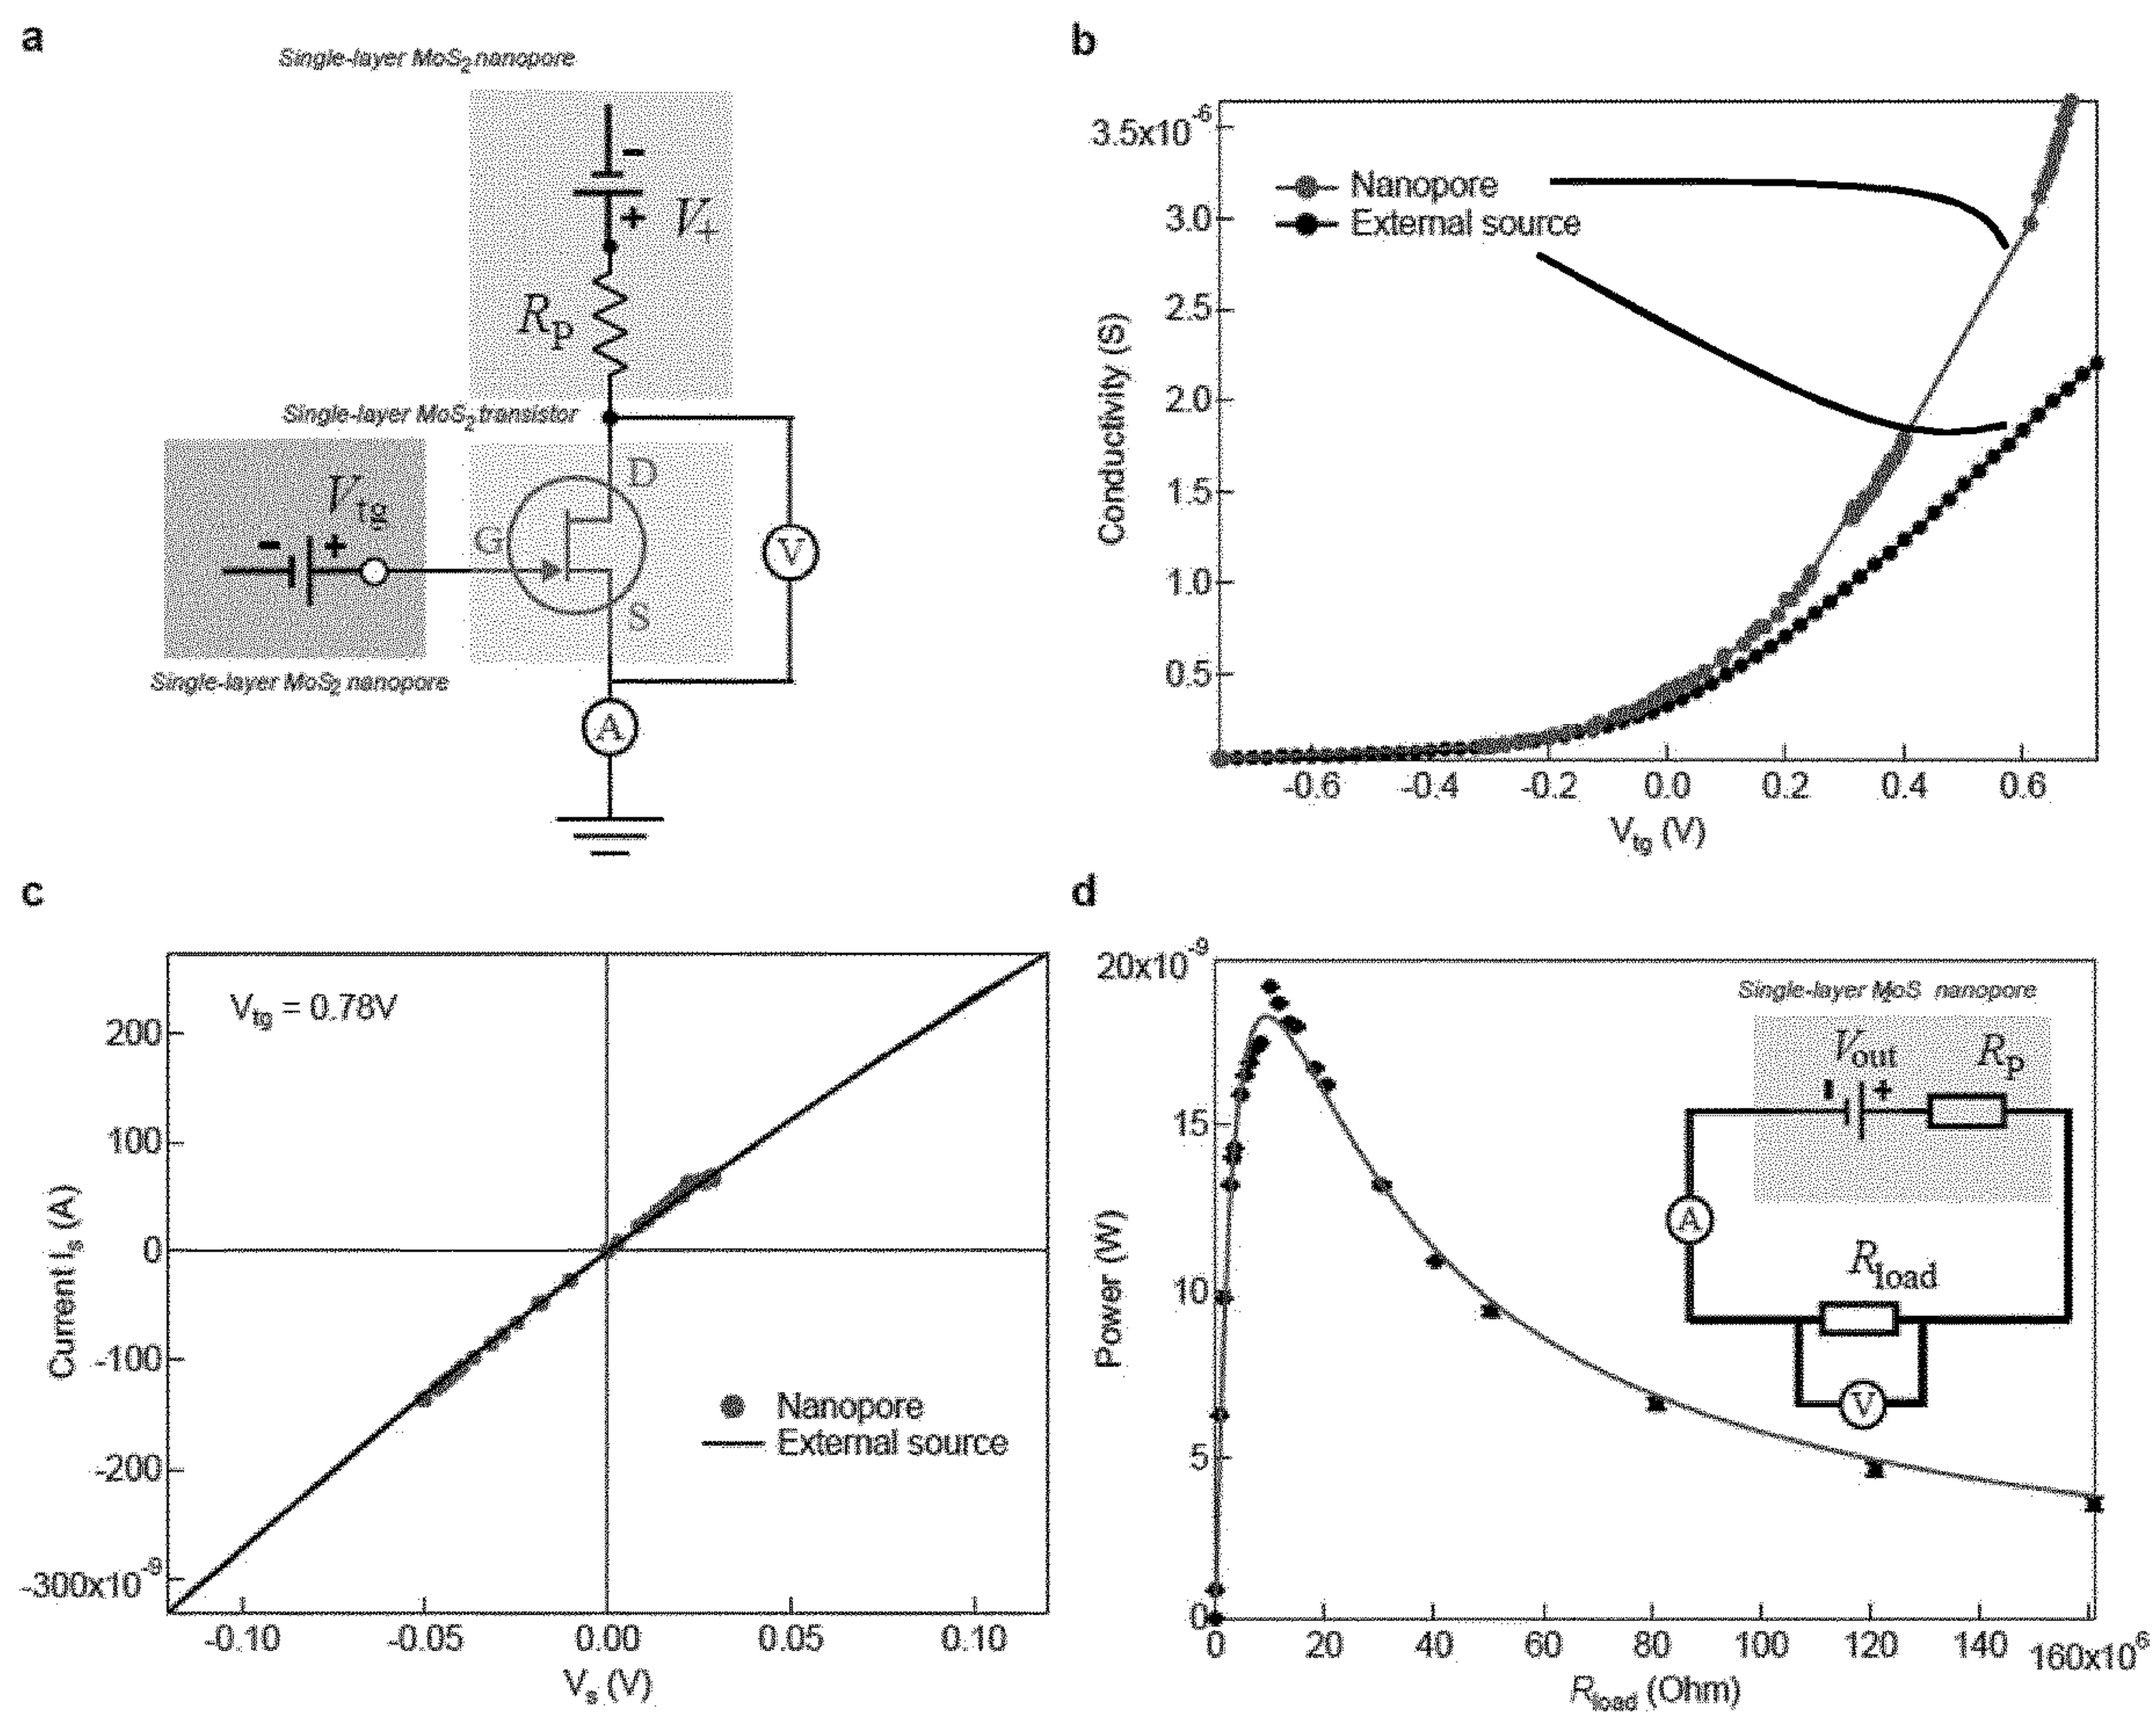 a
Single-layer MoS2 nanopore
-
+
V+
Rp
Single-layer MoS2 transistor
D
Vtg
-
+
G
V
S
Single-layer MoS2 nanopore
A
b
3.5x10-6
3.0
2.5
2.0
1.5
1.0
0.5
Conductivity (S)
Nanopore
External source
-0.6 -0.4 -0.2 0.0 0.2 0.4 0.6
Vtg (V)
c
Vtg = 0.78V
200
100
0
-100
-200
-300x10-9
Current Is (A)
Nanopore
External source
-0.10 -0.05 0.00 0.05 0.10
Vs (V)
d
20x10-9
15
10
5
0
Power (W)
Single-layer MoS2 nanopore
Vout
Rp
-
+
A
Rload
V
0 20 40 60 80 100 120 140 160x106
Rload (Ohm)